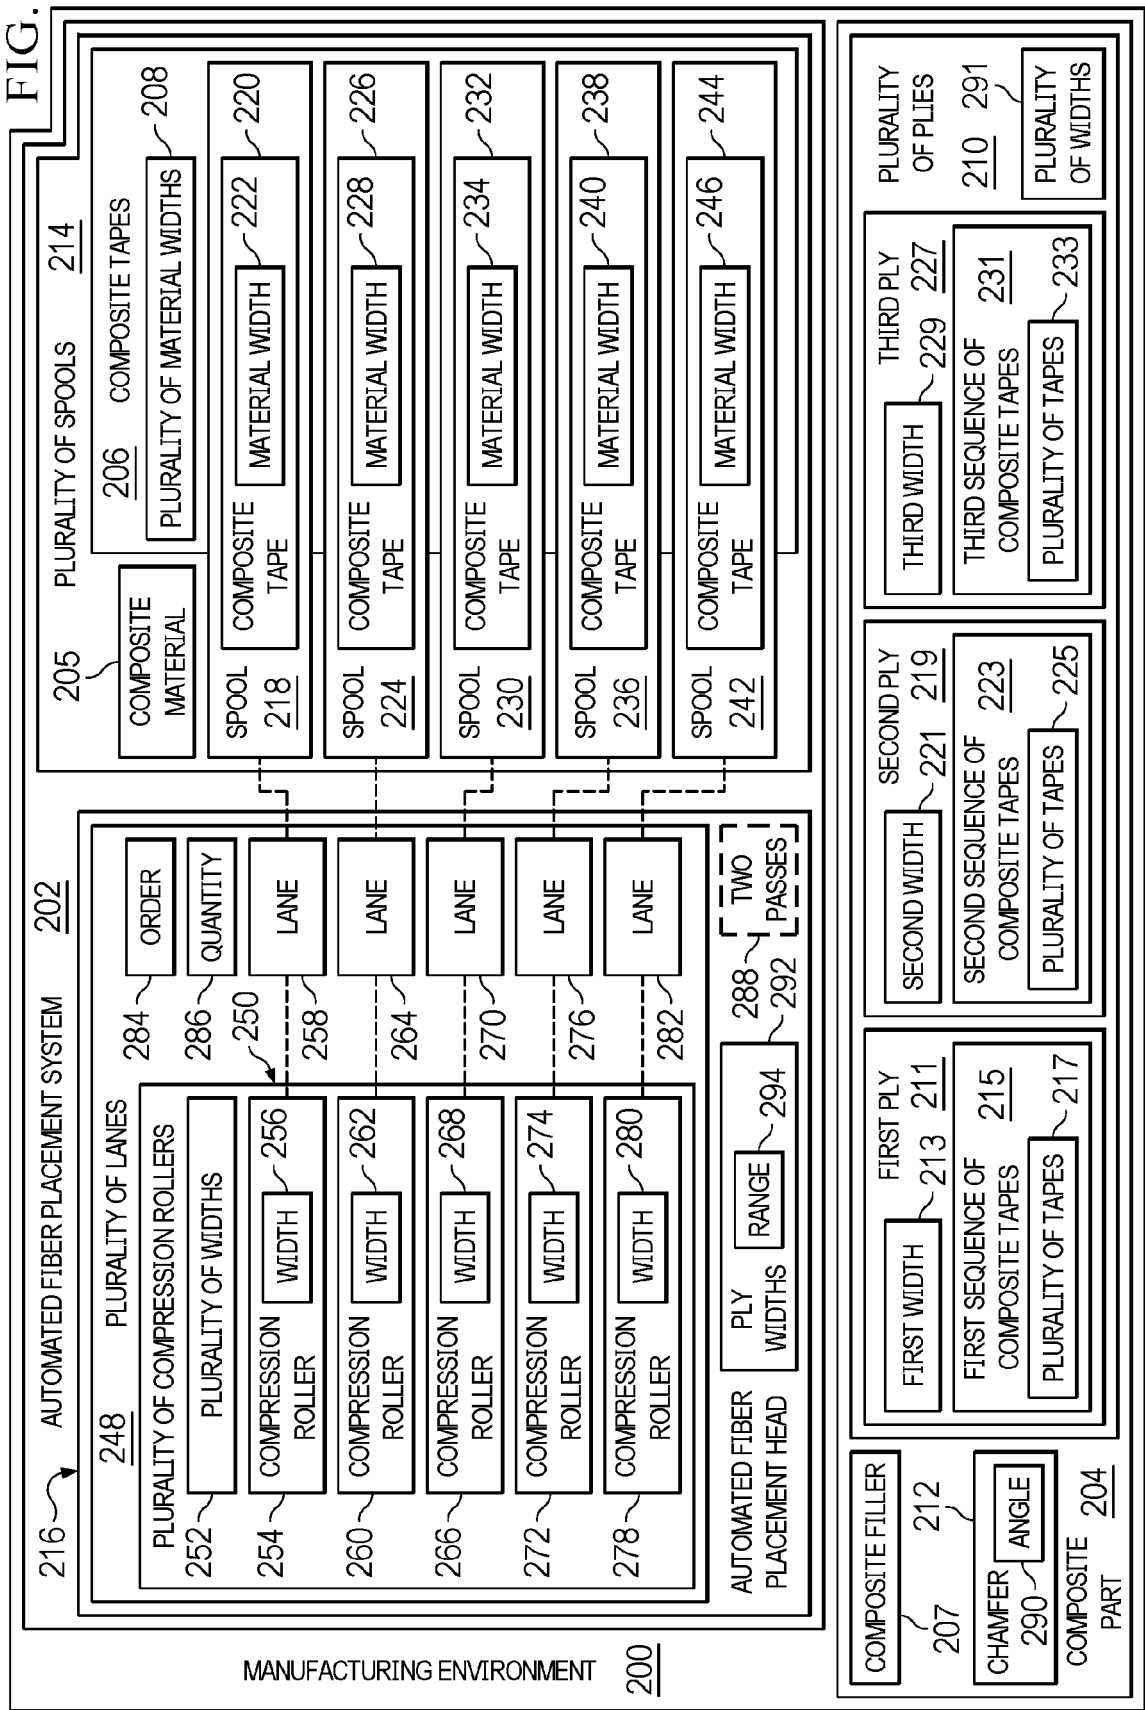 FIG.
MANUFACTURING ENVIRONMENT
200
216
AUTOMATED FIBER PLACEMENT SYSTEM
202
248
PLURALITY OF LANES
PLURALITY OF COMPRESSION ROLLERS
250
252
PLURALITY OF WIDTHS
254
COMPRESSION
ROLLER
WIDTH
256
260
COMPRESSION
ROLLER
WIDTH
262
266
COMPRESSION
ROLLER
WIDTH
268
272
COMPRESSION
ROLLER
WIDTH
274
278
COMPRESSION
ROLLER
WIDTH
280
284
ORDER
286
QUANTITY
258
LANE
264
LANE
270
LANE
276
LANE
282
LANE
AUTOMATED FIBER
PLACEMENT HEAD
PLY
WIDTHS
RANGE
294
292
288
TWO
PASSES
PLURALITY OF SPOOLS
214
205
COMPOSITE
MATERIAL
206
COMPOSITE TAPES
PLURALITY OF MATERIAL WIDTHS
208
SPOOL
218
COMPOSITE
TAPE
MATERIAL WIDTH
222
220
SPOOL
224
COMPOSITE
TAPE
MATERIAL WIDTH
228
226
SPOOL
230
COMPOSITE
TAPE
MATERIAL WIDTH
234
232
SPOOL
236
COMPOSITE
TAPE
MATERIAL WIDTH
240
238
SPOOL
242
COMPOSITE
TAPE
MATERIAL WIDTH
246
244
COMPOSITE FILLER
207
212
CHAMFER
290
ANGLE
COMPOSITE
PART
204
FIRST PLY
211
FIRST WIDTH
213
FIRST SEQUENCE OF
COMPOSITE TAPES
215
PLURALITY OF TAPES
217
SECOND PLY
219
SECOND WIDTH
221
SECOND SEQUENCE OF
COMPOSITE TAPES
223
PLURALITY OF TAPES
225
THIRD PLY
227
THIRD WIDTH
229
THIRD SEQUENCE OF
COMPOSITE TAPES
231
PLURALITY OF TAPES
233
PLURALITY
OF PLIES
210
291
PLURALITY
OF WIDTHS